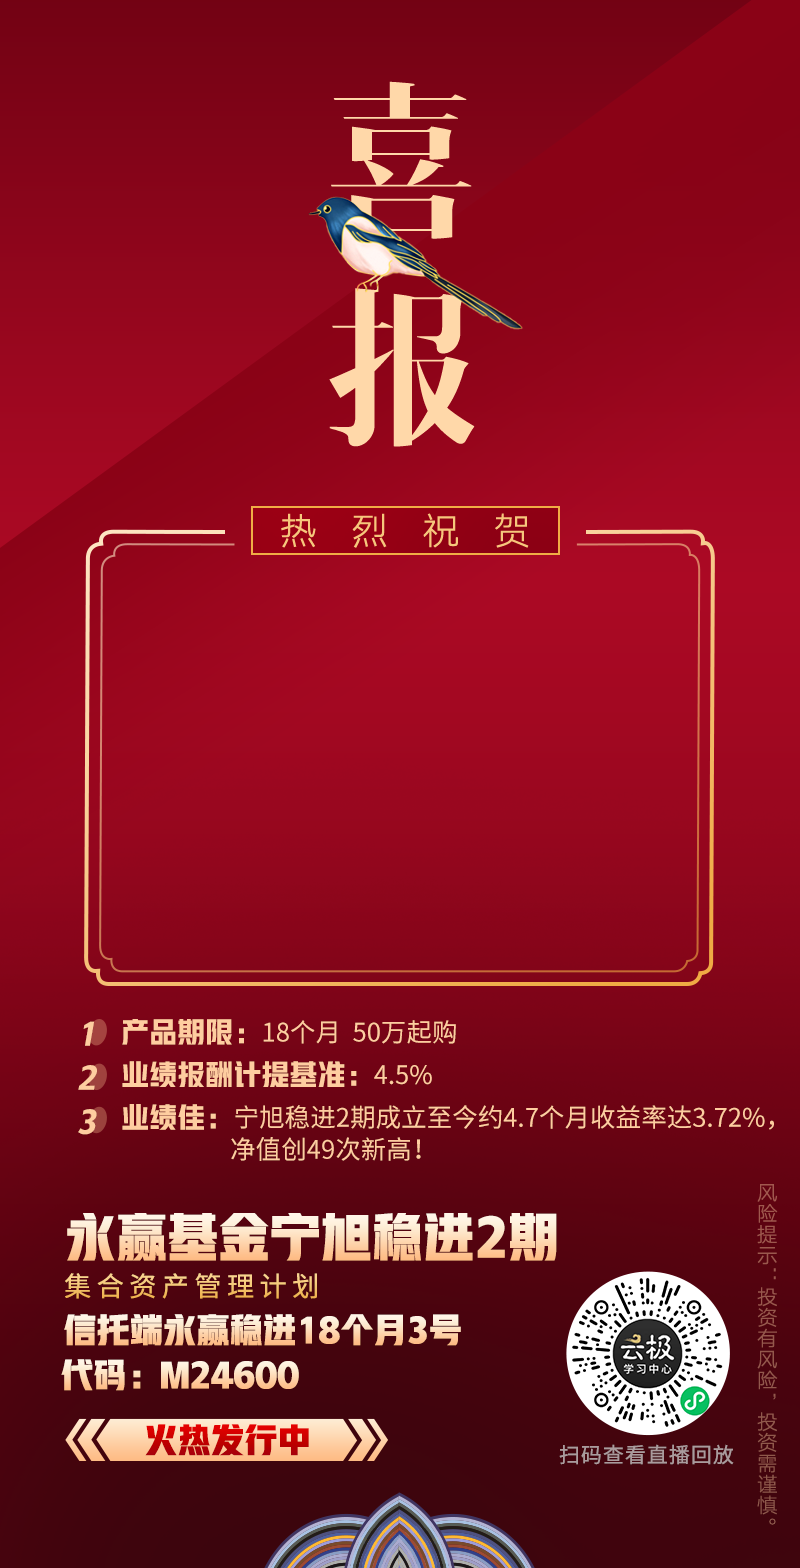 喜
报
热烈祝贺
1 产品期限：18个月 50万起购
2 业绩报酬计提基准：4.5%
3 业绩佳：宁旭稳进2期成立至今约4.7个月收益率达3.72%，
净值创49次新高！
永赢基金宁旭稳进2期
集合资产管理计划
信托端永赢稳进18个月3号
代码：M24600
火热发行中
云极
学习中心
扫码查看直播回放
风险提示：投资有风险，投资需谨慎。